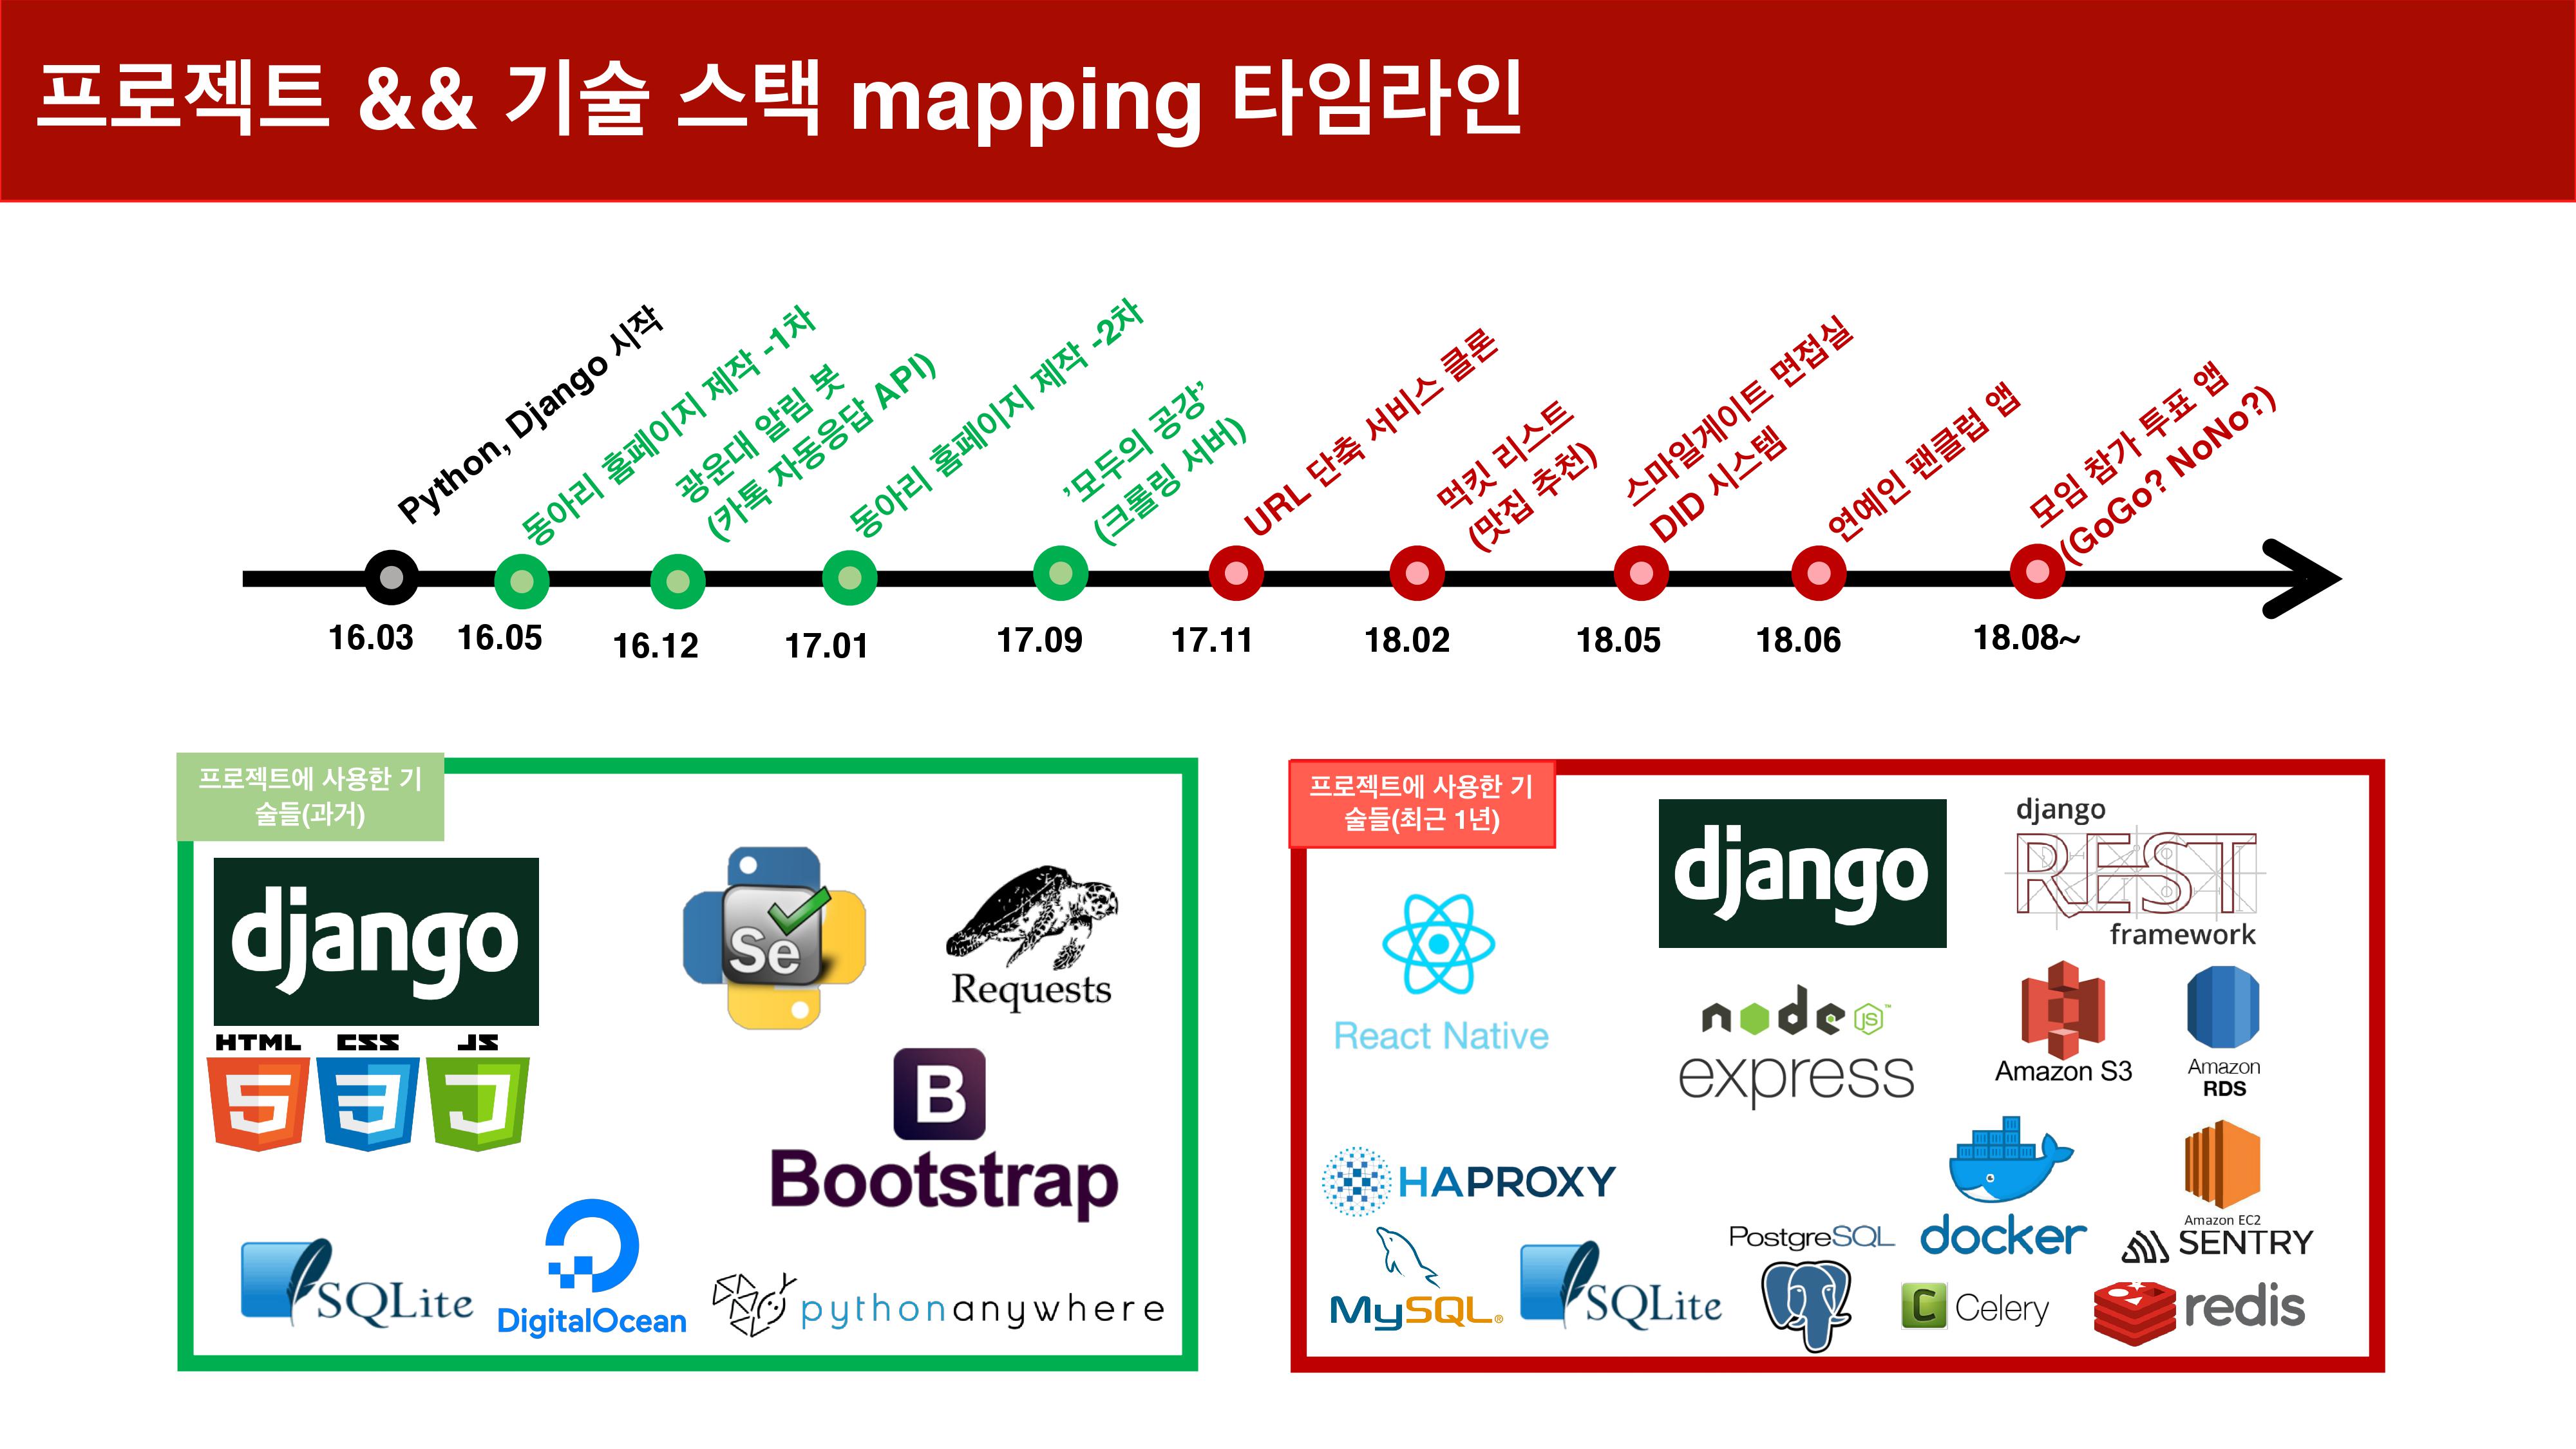 프로젝트 && 기술 스택 mapping 타임라인
Python, Django 시작
동아리 홈페이지 제작 -1차
광운대 알림 봇
(카톡 자동응답 API)
동아리 홈페이지 제작 -2차
'모두의 공강'
(크롤링 서버)
URL 단축 서비스 클론
먹킷 리스트
(맛집 추천)
스마일게이트 면접실
DID 시스템
연예인 팬클럽 앱
모임 참가 투표 앱
(GoGo? NoNo?)
16.03
16.05
16.12
17.01
17.09
17.11
18.02
18.05
18.06
18.08~
프로젝트에 사용한 기
술들(과거)
django
Se
Requests
HTML CSS JS
5 3 J
B
Bootstrap
SQLite
DigitalOcean
pythonanywhere
프로젝트에 사용한 기
술들(최근 1년)
django
django
REST
framework
React Native
node JS ™
express
Amazon S3
Amazon
RDS
HAPROXY
docker
Amazon EC2
SENTRY
MySQL®
SQLite
PostgreSQL
C Celery
redis